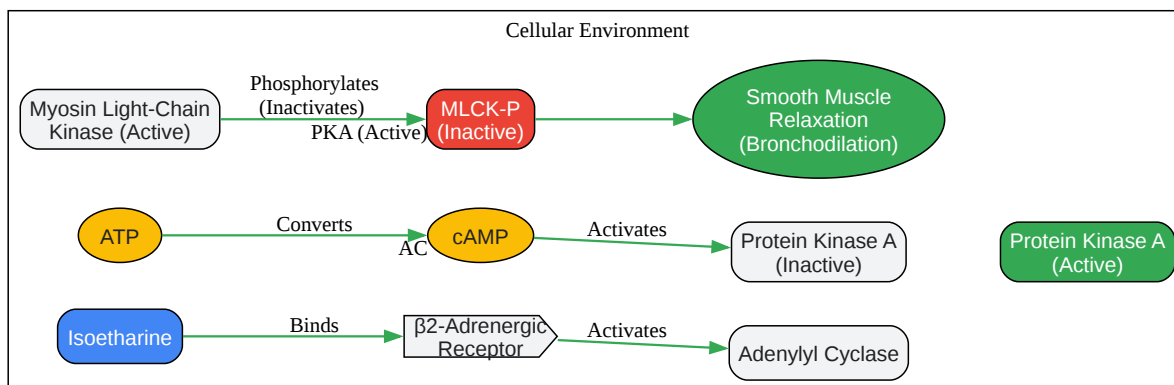 Cellular Environment
Myosin Light-Chain
Kinase (Active)
Phosphorylates
(Inactivates)
PKA (Active)
MLCK-P
(Inactive)
Smooth Muscle
Relaxation
(Bronchodilation)
ATP
Converts
AC
cAMP
Activates
Protein Kinase A
(Inactive)
Protein Kinase A
(Active)
Isoetharine
Binds
β2-Adrenergic
Receptor
Activates
Adenylyl Cyclase